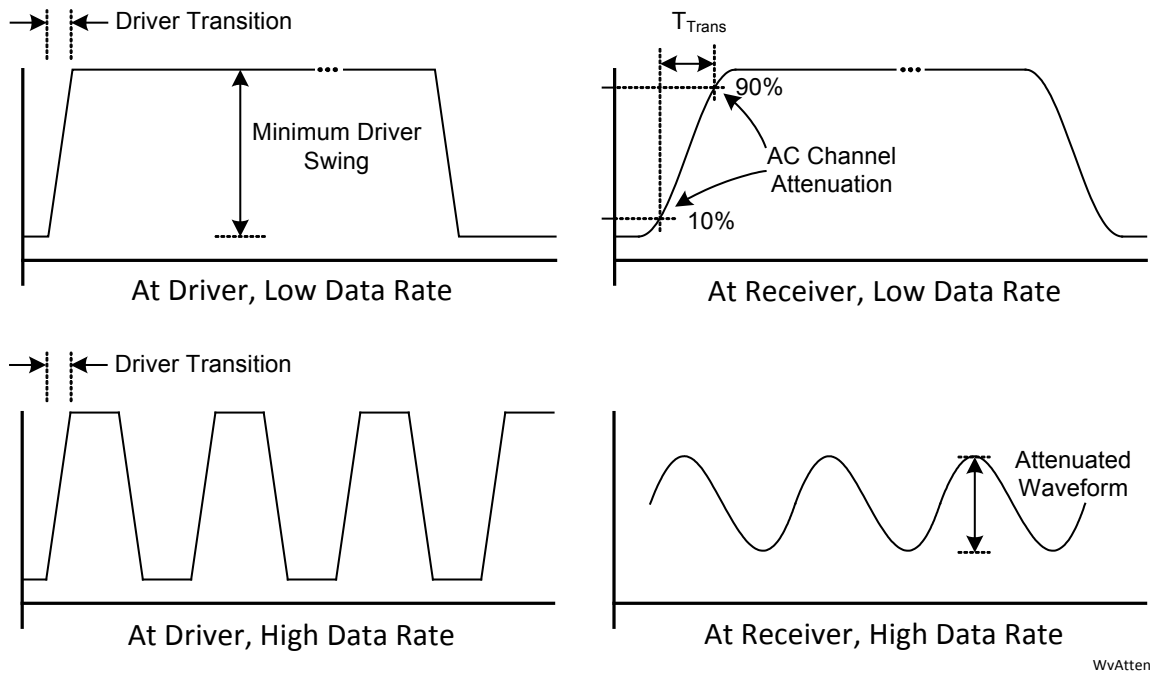 Driver Transition
Minimum Driver
Swing
At Driver, Low Data Rate
T_Trans
90%
AC Channel
Attenuation
10%
At Receiver, Low Data Rate
Driver Transition
At Driver, High Data Rate
Attenuated
Waveform
At Receiver, High Data Rate
WvAtten